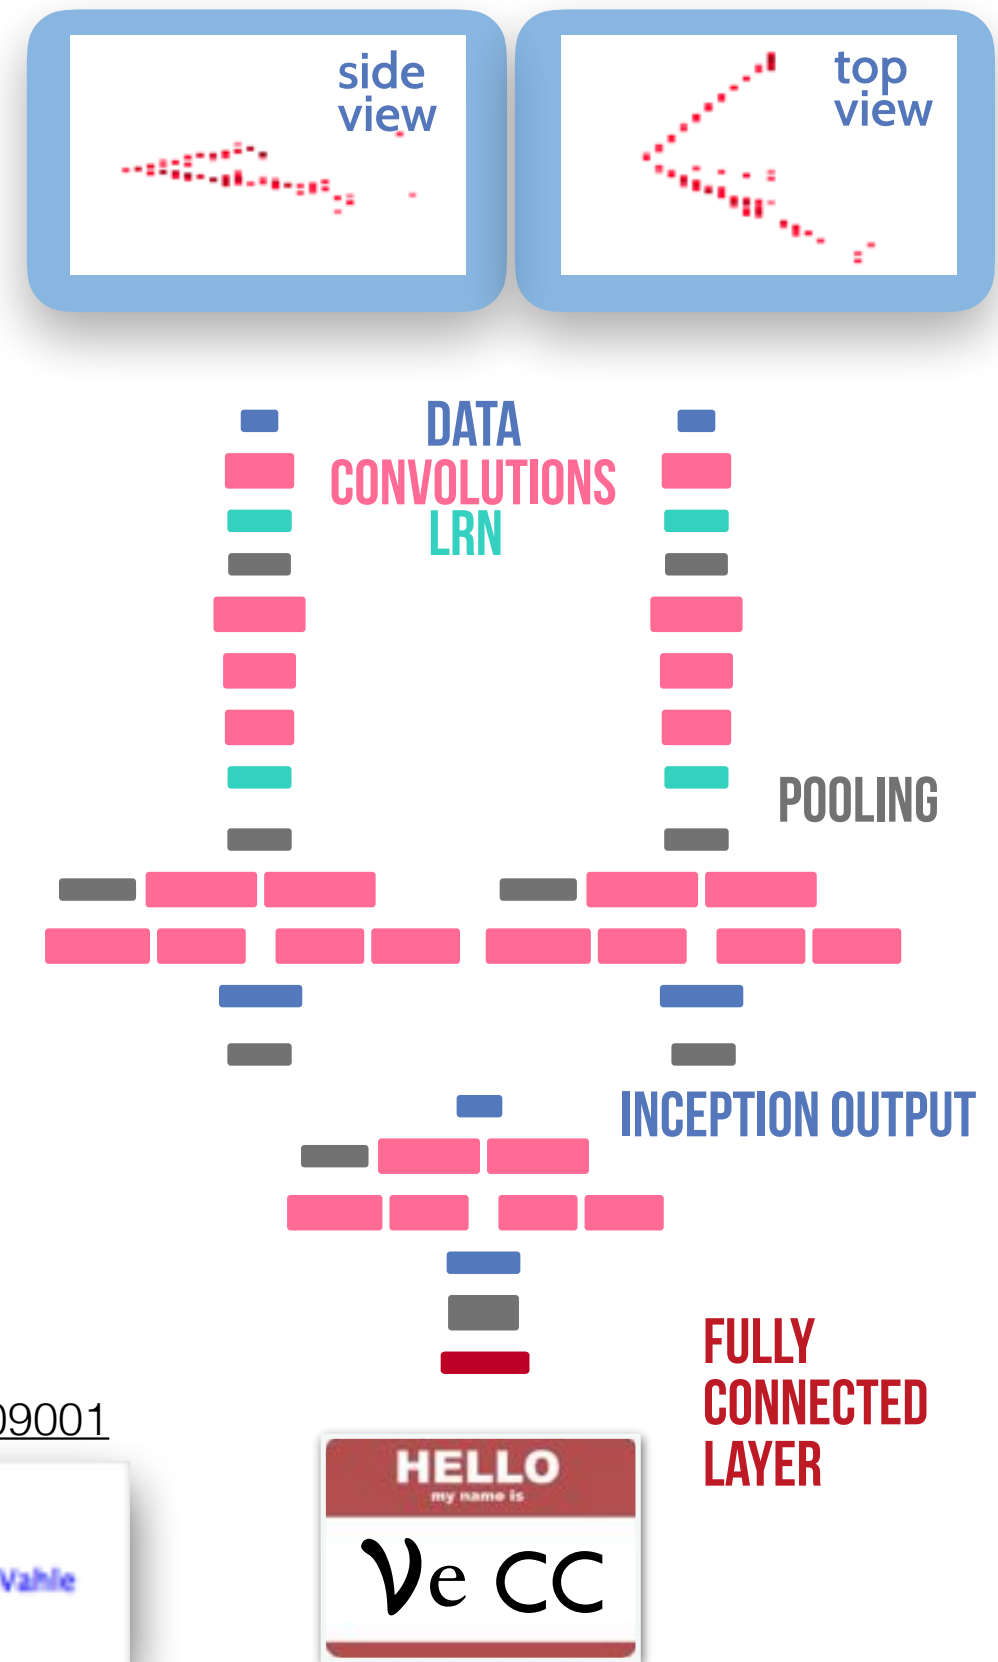 side
view
top
view
DATA
CONVOLUTIONS
LRN
POOLING
INCEPTION OUTPUT
FULLY
CONNECTED
LAYER
09001
HELLO
my name is
Vahle
νe CC